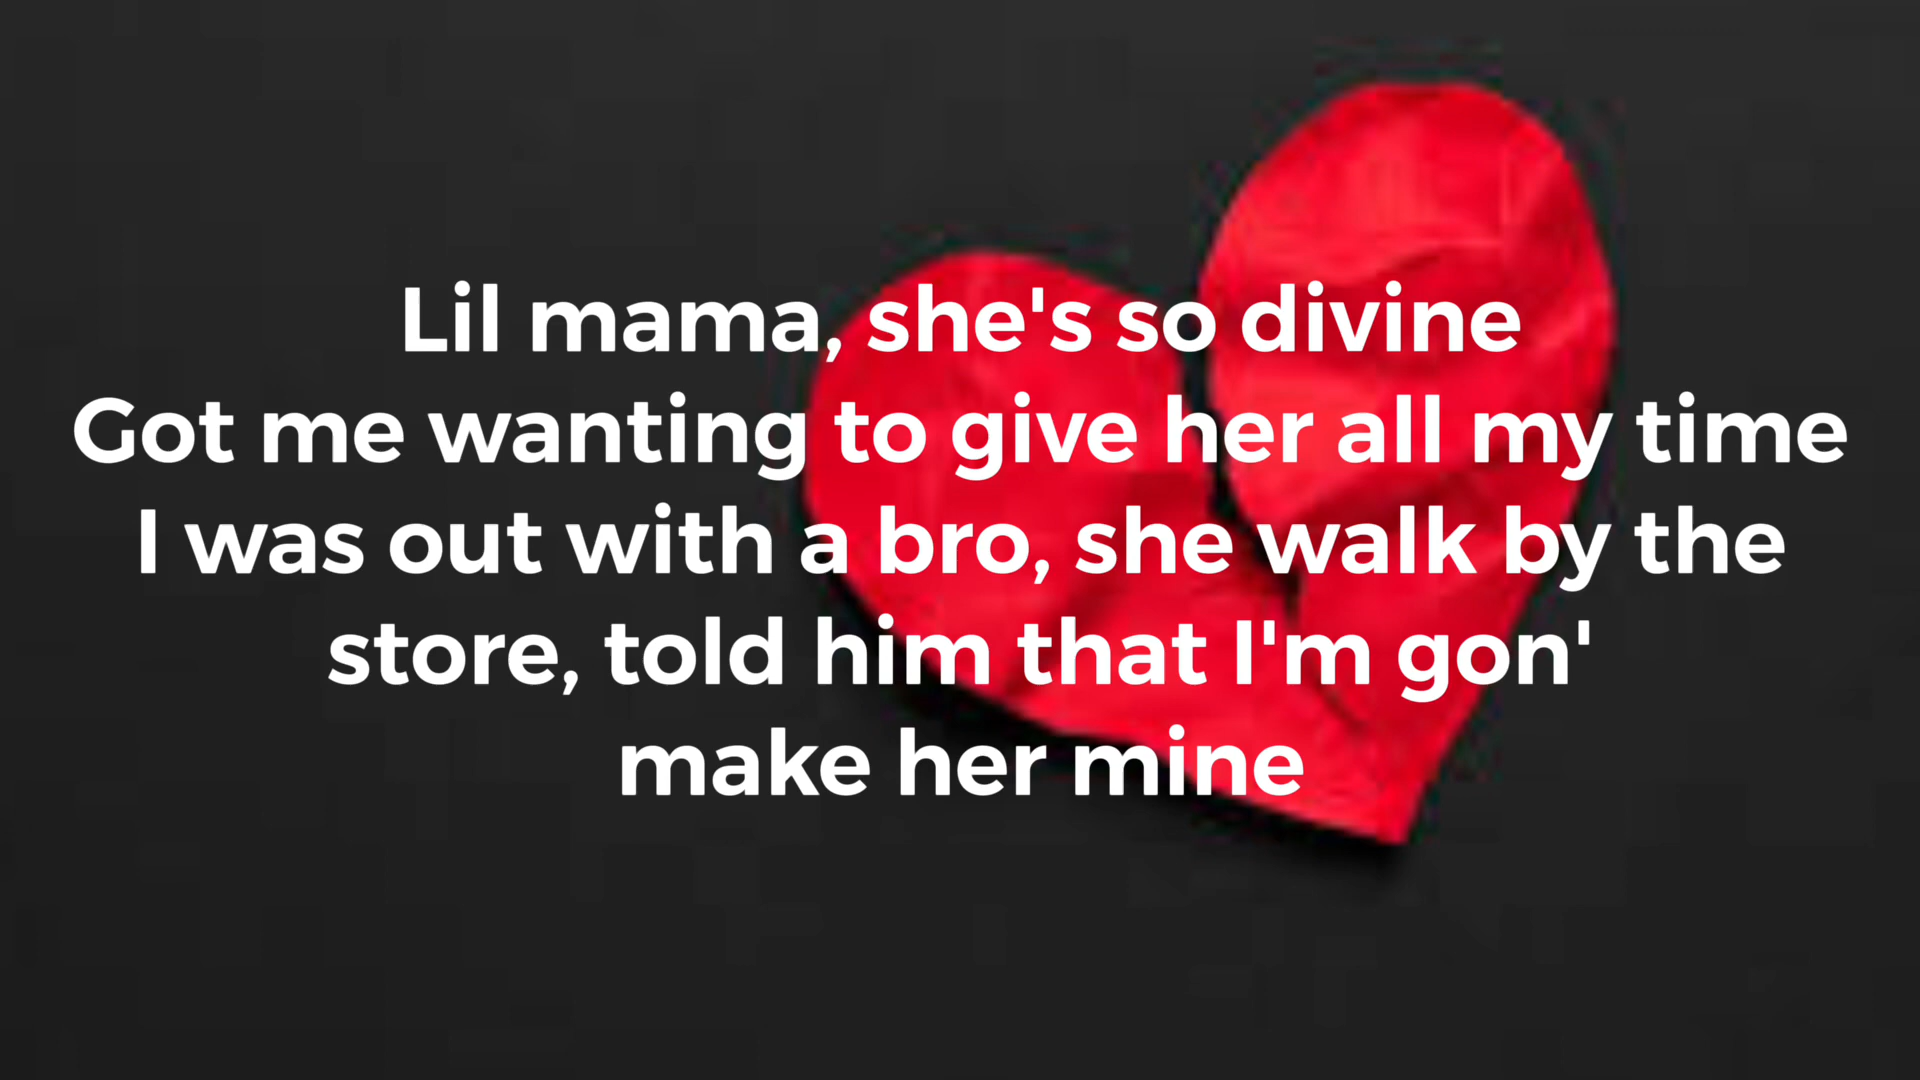 Lil mama, she's so divine
Got me wanting to give her all my time
I was out with a bro, she walk by the
store, told him that I'm gon'
make her mine